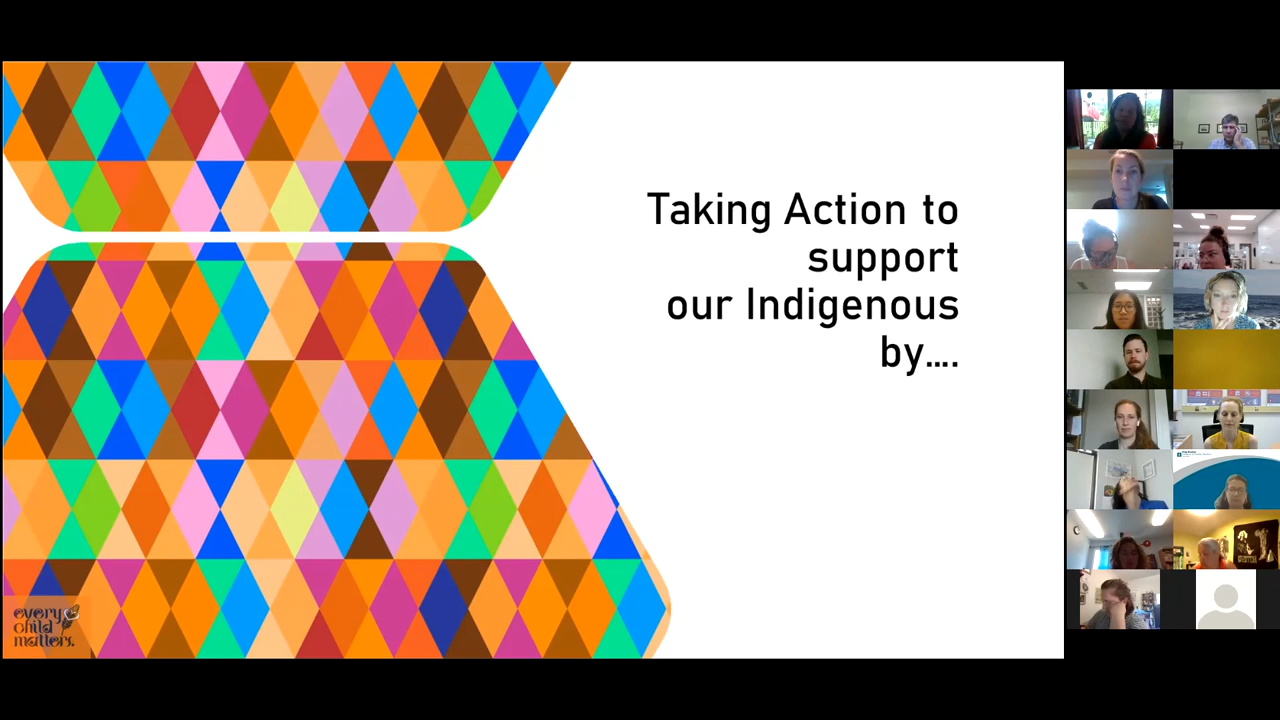 Taking Action to
support
our Indigenous
by....
every
child
matters.